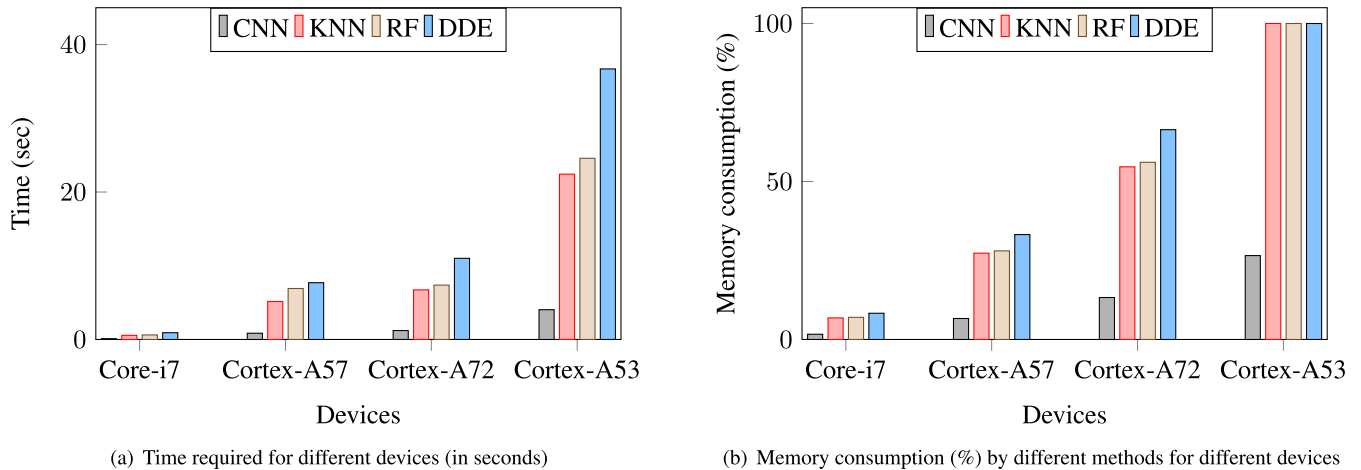 CNN KNN RF DDE
40
20
0
Time (sec)
Core-i7 Cortex-A57 Cortex-A72 Cortex-A53
Devices
(a) Time required for different devices (in seconds)
CNN KNN RF DDE
100
50
0
Memory consumption (%)
Core-i7 Cortex-A57 Cortex-A72 Cortex-A53
Devices
(b) Memory consumption (%) by different methods for different devices